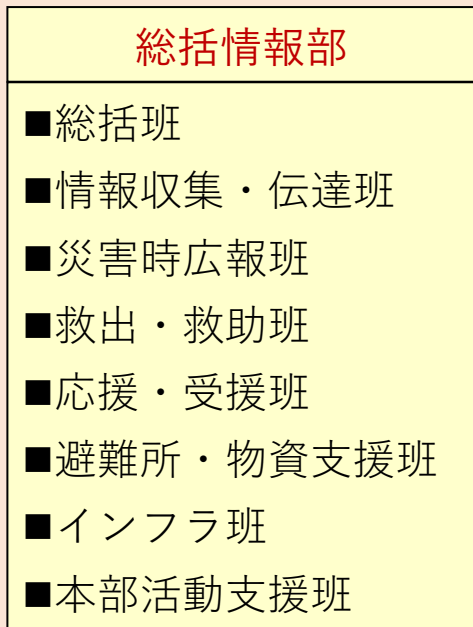 総括情報部
■総括班
■情報収集・伝達班
■災害時広報班
■救出・救助班
■応援・受援班
■避難所・物資支援班
■インフラ班
■本部活動支援班